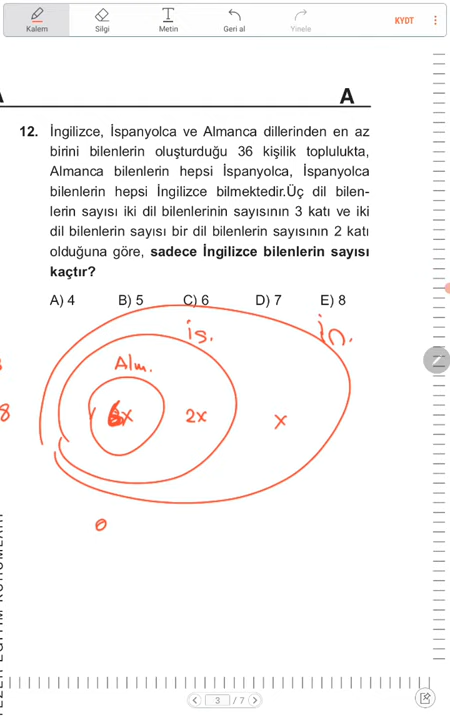 Kalem Silgi Metin Geri al Yinele KYDT
A
12. İngilizce, İspanyolca ve Almanca dillerinden en az
birini bilenlerin oluşturduğu 36 kişilik toplulukta,
Almanca bilenlerin hepsi İspanyolca, İspanyolca
bilenlerin hepsi İngilizce bilmektedir.Üç dil bilen-
lerin sayısı iki dil bilenlerinin sayısının 3 katı ve iki
dil bilenlerin sayısı bir dil bilenlerin sayısının 2 katı
olduğuna göre, sadece İngilizce bilenlerin sayısı
kaçtır?
A) 4 B) 5 C) 6 D) 7 E) 8
is. in.
Alm.
8 6x 2x x
0
3 / 7